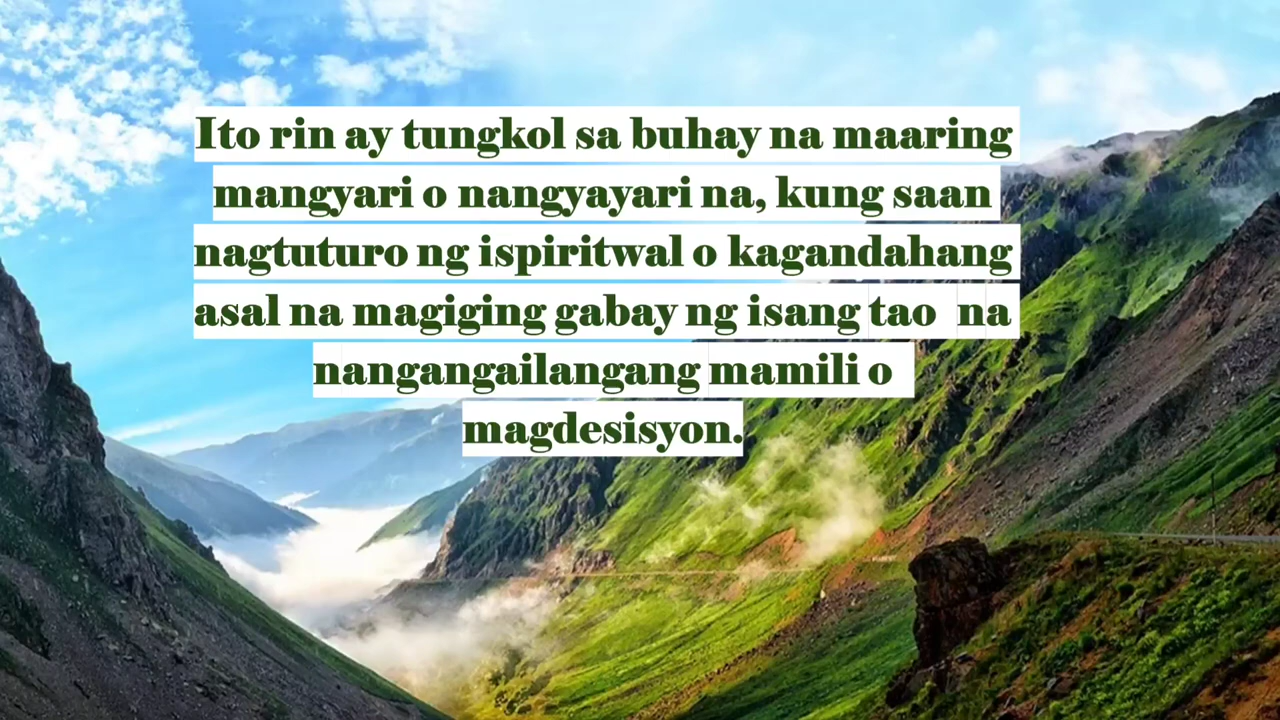 Ito rin ay tungkol sa buhay na maaring
mangyari o nangyayari na, kung saan
nagtuturo ng ispiritwal o kagandahang
asal na magiging gabay ng isang tao na
nangangailangang mamili o
magdesisyon.